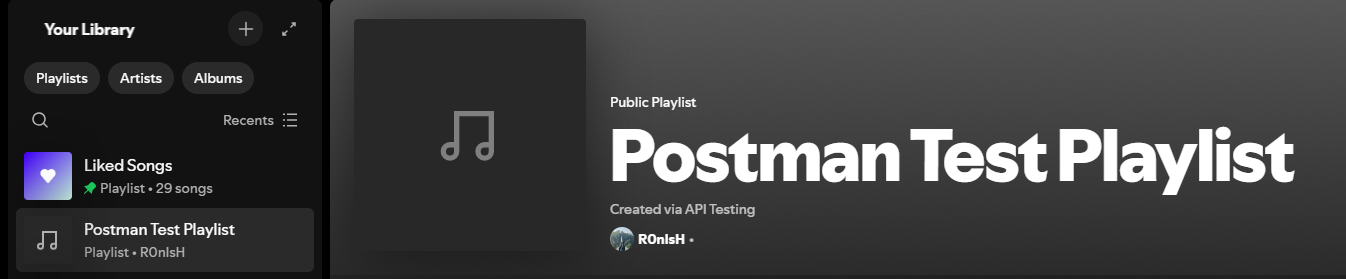 Your Library
Playlists Artists Albums
Recents
Liked Songs
Playlist • 29 songs
Postman Test Playlist
Playlist • R0nIsH
Public Playlist
Postman Test Playlist
Created via API Testing
R0nIsH •